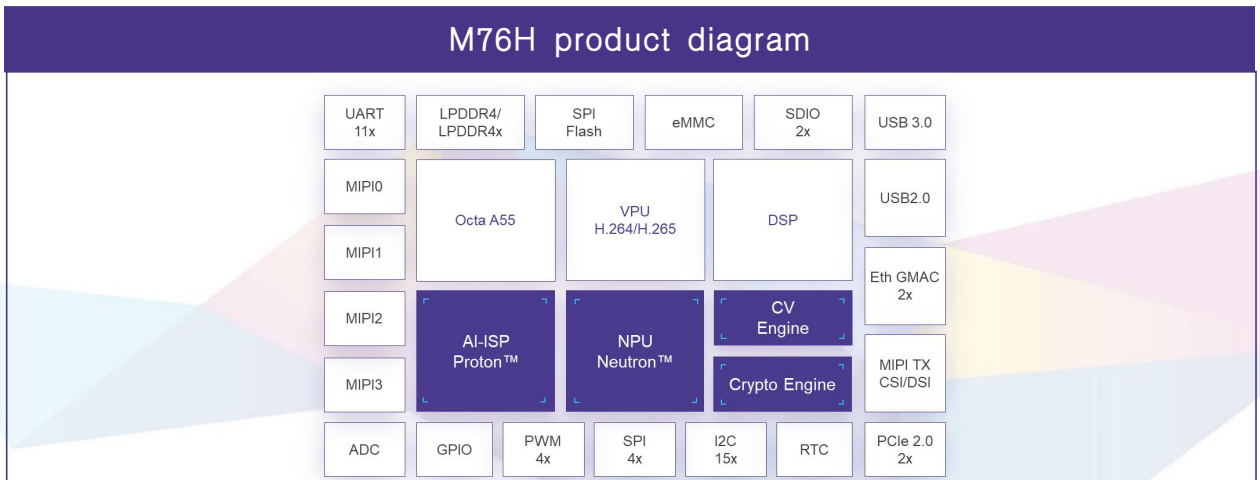 M76H product diagram
UART
11x
LPDDR4/
LPDDR4x
SPI
Flash
eMMC
SDIO
2x
USB 3.0
MIPI0
Octa A55
VPU
H.264/H.265
DSP
USB2.0
MIPI1
Eth GMAC
2x
MIPI2
AI-ISP
Proton™
NPU
Neutron™
CV
Engine
MIPI3
Crypto Engine
MIPI TX
CSI/DSI
ADC
GPIO
PWM
4x
SPI
4x
I2C
15x
RTC
PCIe 2.0
2x